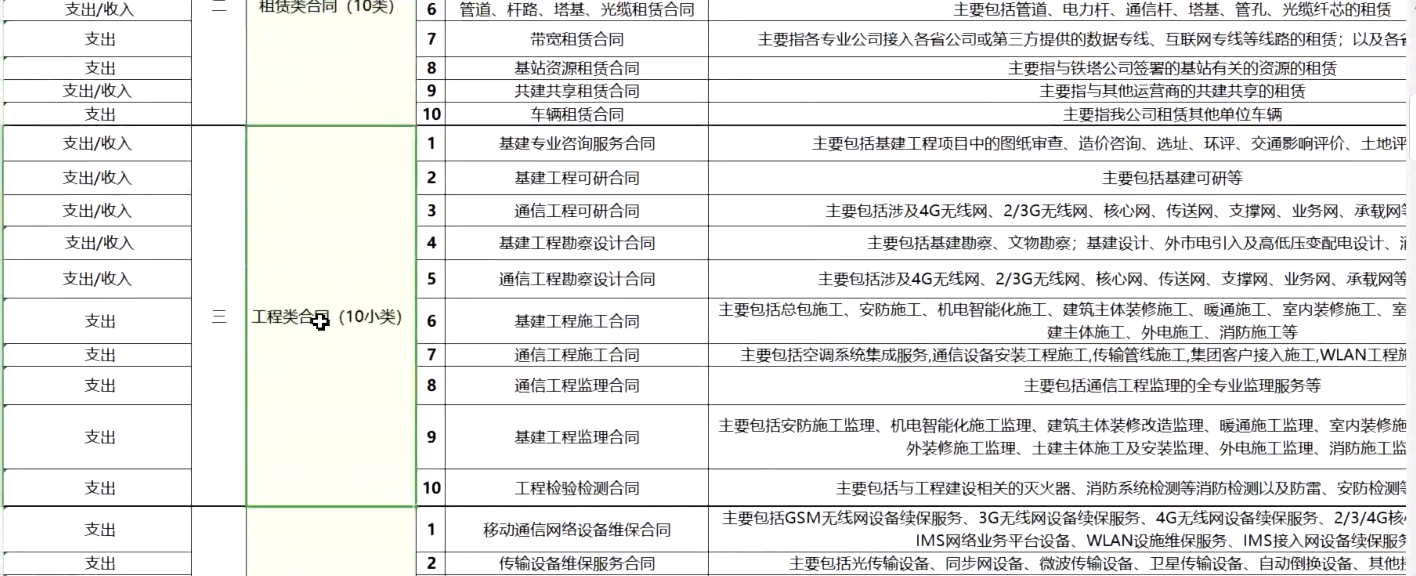 支出/收入 二 租赁类合同（10类） 6 管道、杆路、塔基、光缆租赁合同 主要包括管道、电力杆、通信杆、塔基、管孔、光缆纤芯的租赁
支出 7 带宽租赁合同 主要指各专业公司接入各省公司或第三方提供的数据专线、互联网专线等线路的租赁；以及各省
支出 8 基站资源租赁合同 主要指与铁塔公司签署的基站有关的资源的租赁
支出/收入 9 共建共享租赁合同 主要指与其他运营商的共建共享的租赁
支出 10 车辆租赁合同 主要指我公司租赁其他单位车辆
支出/收入 1 基建专业咨询服务合同 主要包括基建工程项目中的图纸审查、造价咨询、选址、环评、交通影响评价、土地评
支出/收入 2 基建工程可研合同 主要包括基建可研等
支出/收入 3 通信工程可研合同 主要包括涉及4G无线网、2/3G无线网、核心网、传送网、支撑网、业务网、承载网等
支出/收入 4 基建工程勘察设计合同 主要包括基建勘察、文物勘察；基建设计、外市电引入及高低压变配电设计、
支出/收入 5 通信工程勘察设计合同 主要包括涉及4G无线网、2/3G无线网、核心网、传送网、支撑网、业务网、承载网等
支出 三 工程类合同（10小类） 6 基建工程施工合同 主要包括总包施工、安防施工、机电智能化施工、建筑主体装修施工、暖通施工、室内装修施工、室
建主体施工、外电施工、消防施工等
支出 7 通信工程施工合同 主要包括空调系统集成服务,通信设备安装工程施工,传输管线施工,集团客户接入施工,WLAN工程施
支出 8 通信工程监理合同 主要包括通信工程监理的全专业监理服务等
支出 9 基建工程监理合同 主要包括安防施工监理、机电智能化施工监理、建筑主体装修改造监理、暖通施工监理、室内装修施
外装修施工监理、土建主体施工及安装监理、外电施工监理、消防施工监
支出 10 工程检验检测合同 主要包括与工程建设相关的灭火器、消防系统检测等消防检测以及防雷、安防检测等
支出 1 移动通信网络设备维保合同 主要包括GSM无线网设备续保服务、3G无线网设备续保服务、4G无线网设备续保服务、2/3/4G核
IMS网络业务平台设备、WLAN设施维保服务、IMS接入网设备续保服务
支出 2 传输设备维保服务合同 主要包括光传输设备、同步网设备、微波传输设备、卫星传输设备、自动倒换设备、其他